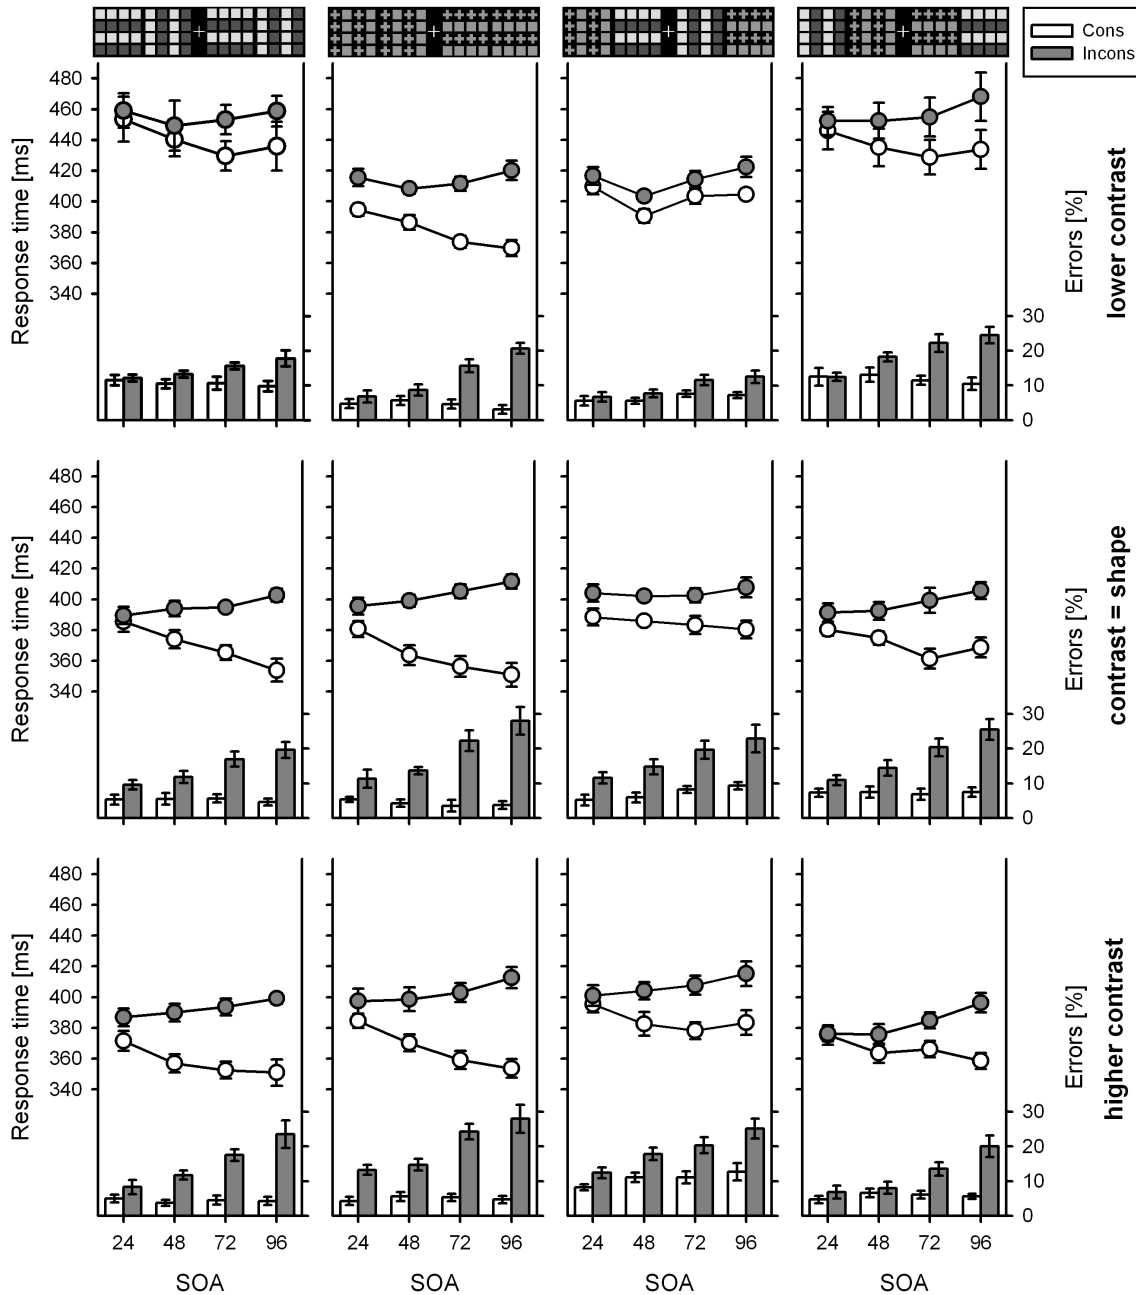 Cons
Incons
Response time [ms]
480
460
440
420
400
380
360
340
30
20
10
0
Errors [%]
lower contrast
Response time [ms]
480
460
440
420
400
380
360
340
30
20
10
0
Errors [%]
contrast = shape
Response time [ms]
480
460
440
420
400
380
360
340
30
20
10
0
Errors [%]
higher contrast
24 48 72 96 24 48 72 96 24 48 72 96 24 48 72 96
SOA SOA SOA SOA